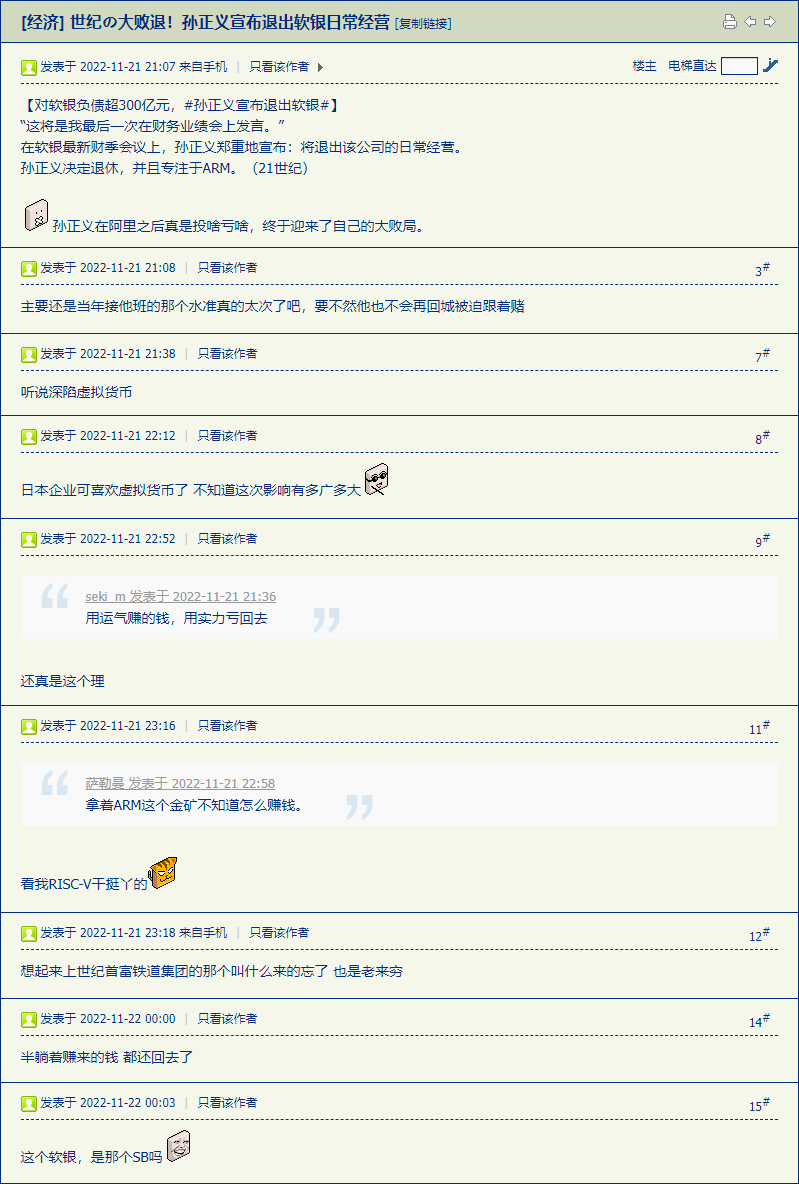 [经济] 世纪の大败退！孙正义宣布退出软银日常经营 [复制链接]
发表于 2022-11-21 21:07 来自手机 | 只看该作者 楼主 电梯直达
【对软银负债超300亿元，#孙正义宣布退出软银#】
“这将是我最后一次在财务业绩会上发言。”
在软银最新财季会议上，孙正义郑重地宣布：将退出该公司的日常经营。
孙正义决定退休，并且专注于ARM。（21世纪）
孙正义在阿里之后真是投啥亏啥，终于迎来了自己的大败局。
发表于 2022-11-21 21:08 | 只看该作者 3#
主要还是当年接他班的那个水准真的太次了吧，要不然他也不会再回城被迫跟着赌
发表于 2022-11-21 21:38 | 只看该作者 7#
听说深陷虚拟货币
发表于 2022-11-21 22:12 | 只看该作者 8#
日本企业可喜欢虚拟货币了 不知道这次影响有多广多大
发表于 2022-11-21 22:52 | 只看该作者 9#
seki_m 发表于 2022-11-21 21:36
用运气赚的钱，用实力亏回去
还真是这个理
发表于 2022-11-21 23:16 | 只看该作者 11#
萨勒曼 发表于 2022-11-21 22:58
拿着ARM这个金矿不知道怎么赚钱。
看我RISC-V干挺丫的
发表于 2022-11-21 23:18 来自手机 | 只看该作者 12#
想起来上世纪首富铁道集团的那个叫什么来的忘了 也是老来穷
发表于 2022-11-22 00:00 | 只看该作者 14#
半躺着赚来的钱 都还回去了
发表于 2022-11-22 00:03 | 只看该作者 15#
这个软银，是那个SB吗